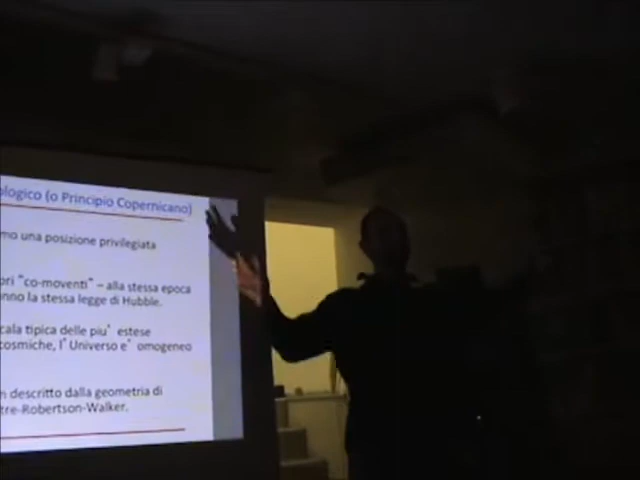 ologico (o Principio Copernicano)
mo una posizione privilegiata
ori "co-moventi" – alla stessa epoca
nno la stessa legge di Hubble.
cala tipica delle piu' estese
cosmiche, l'Universo e' omogeneo
descritto dalla geometria di
tre-Robertson-Walker.